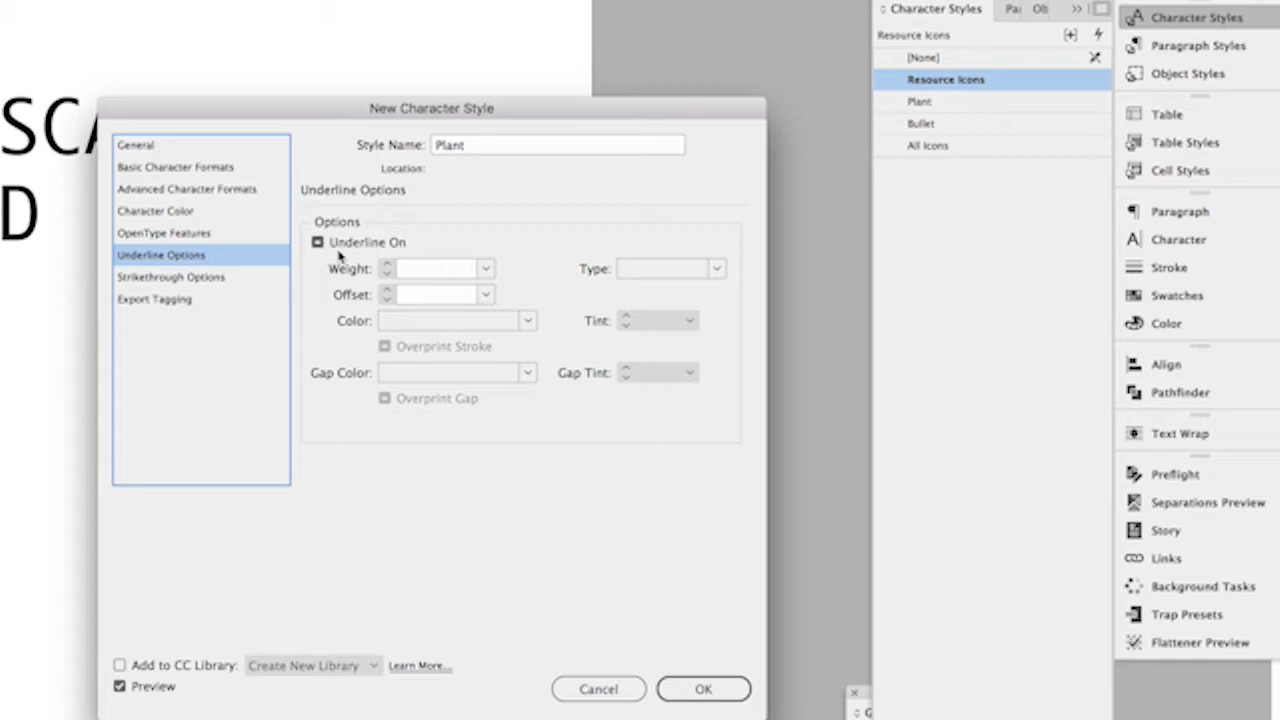 SCA
D
New Character Style
General
Basic Character Formats
Advanced Character Formats
Character Color
OpenType Features
Underline Options
Strikethrough Options
Export Tagging
Style Name: Plant
Location:
Underline Options
Options
Underline On
Weight:
Type:
Offset:
Color:
Tint:
Overprint Stroke
Gap Color:
Gap Tint:
Overprint Gap
Add to CC Library: Create New Library Learn More...
Preview
Cancel
OK
Character Styles
Pa
Ob
Resource Icons
[None]
Resource Icons
Plant
Bullet
All Icons
Character Styles
Paragraph Styles
Object Styles
Table
Table Styles
Cell Styles
Paragraph
Character
Stroke
Swatches
Color
Align
Pathfinder
Text Wrap
Preflight
Separations Preview
Story
Links
Background Tasks
Trap Presets
Flattener Preview